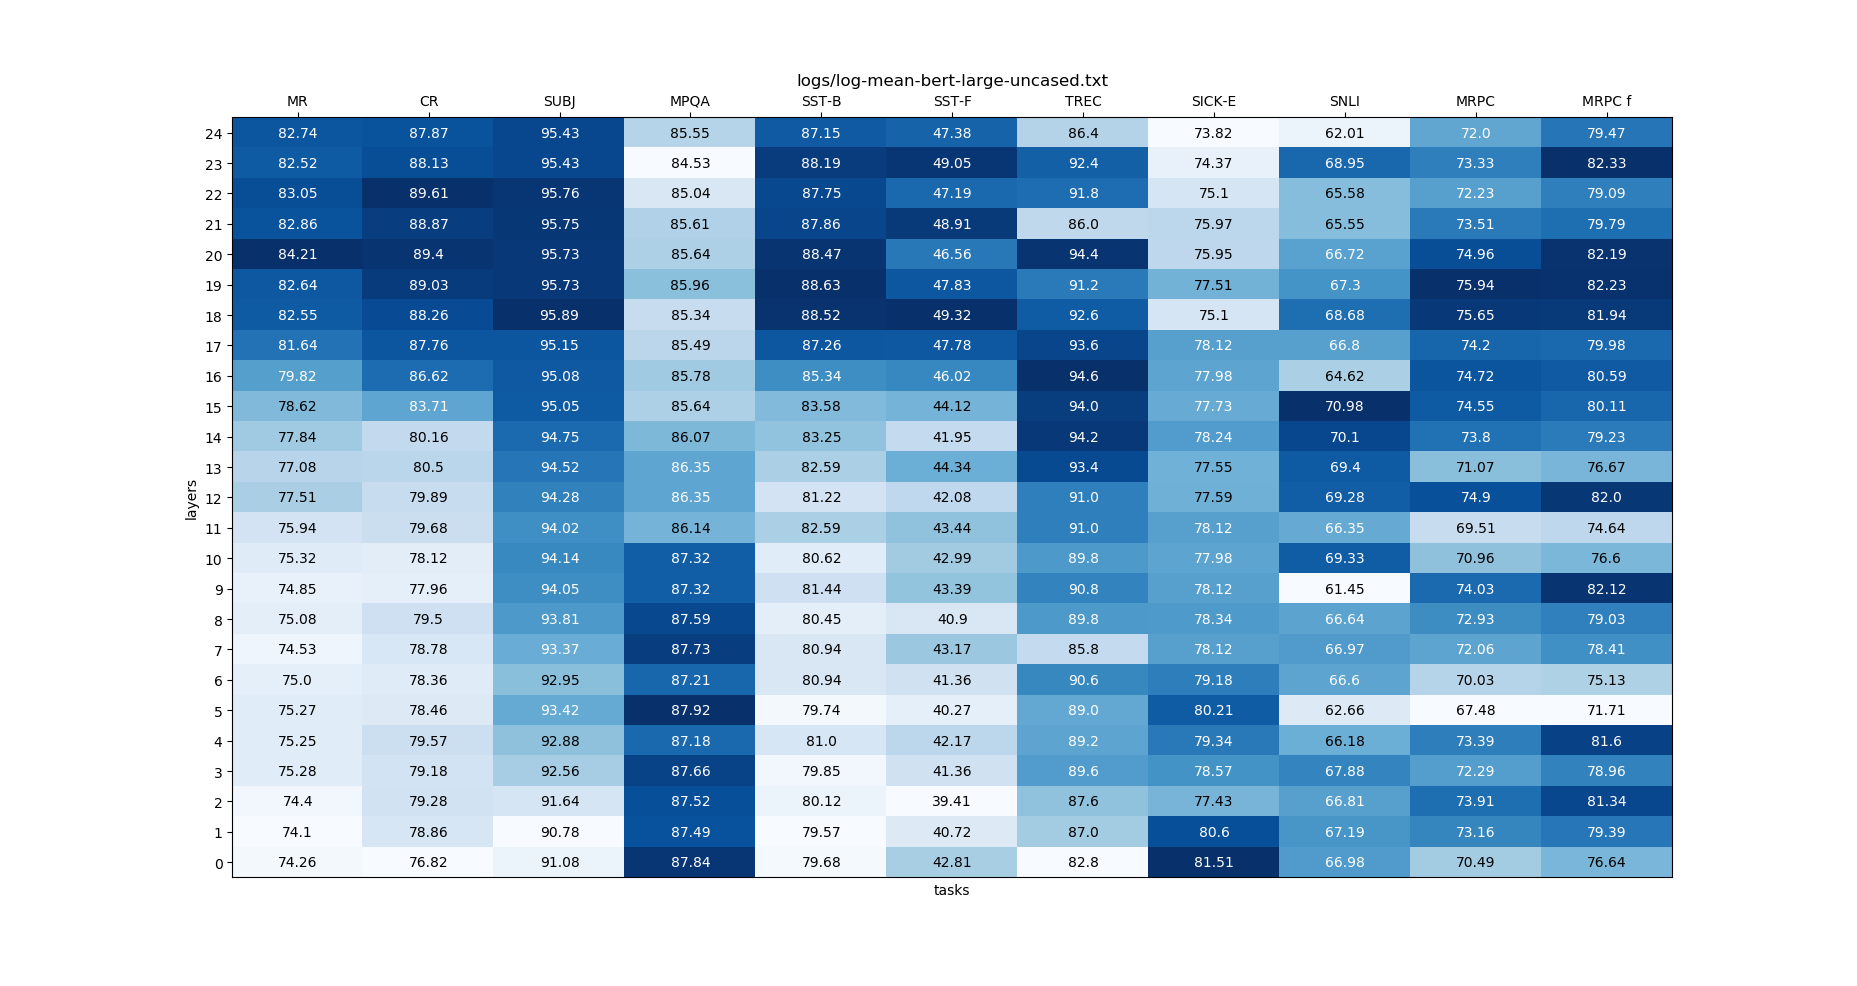 logs/log-mean-bert-large-uncased.txt
MR CR SUBJ MPQA SST-B SST-F TREC SICK-E SNLI MRPC MRPC f
24 82.74 87.87 95.43 85.55 87.15 47.38 86.4 73.82 62.01 72.0 79.47
23 82.52 88.13 95.43 84.53 88.19 49.05 92.4 74.37 68.95 73.33 82.33
22 83.05 89.61 95.76 85.04 87.75 47.19 91.8 75.1 65.58 72.23 79.09
21 82.86 88.87 95.75 85.61 87.86 48.91 86.0 75.97 65.55 73.51 79.79
20 84.21 89.4 95.73 85.64 88.47 46.56 94.4 75.95 66.72 74.96 82.19
19 82.64 89.03 95.73 85.96 88.63 47.83 91.2 77.51 67.3 75.94 82.23
18 82.55 88.26 95.89 85.34 88.52 49.32 92.6 75.1 68.68 75.65 81.94
17 81.64 87.76 95.15 85.49 87.26 47.78 93.6 78.12 66.8 74.2 79.98
16 79.82 86.62 95.08 85.78 85.34 46.02 94.6 77.98 64.62 74.72 80.59
15 78.62 83.71 95.05 85.64 83.58 44.12 94.0 77.73 70.98 74.55 80.11
14 77.84 80.16 94.75 86.07 83.25 41.95 94.2 78.24 70.1 73.8 79.23
13 77.08 80.5 94.52 86.35 82.59 44.34 93.4 77.55 69.4 71.07 76.67
12 77.51 79.89 94.28 86.35 81.22 42.08 91.0 77.59 69.28 74.9 82.0
layers
11 75.94 79.68 94.02 86.14 82.59 43.44 91.0 78.12 66.35 69.51 74.64
10 75.32 78.12 94.14 87.32 80.62 42.99 89.8 77.98 69.33 70.96 76.6
9 74.85 77.96 94.05 87.32 81.44 43.39 90.8 78.12 61.45 74.03 82.12
8 75.08 79.5 93.81 87.59 80.45 40.9 89.8 78.34 66.64 72.93 79.03
7 74.53 78.78 93.37 87.73 80.94 43.17 85.8 78.12 66.97 72.06 78.41
6 75.0 78.36 92.95 87.21 80.94 41.36 90.6 79.18 66.6 70.03 75.13
5 75.27 78.46 93.42 87.92 79.74 40.27 89.0 80.21 62.66 67.48 71.71
4 75.25 79.57 92.88 87.18 81.0 42.17 89.2 79.34 66.18 73.39 81.6
3 75.28 79.18 92.56 87.66 79.85 41.36 89.6 78.57 67.88 72.29 78.96
2 74.4 79.28 91.64 87.52 80.12 39.41 87.6 77.43 66.81 73.91 81.34
1 74.1 78.86 90.78 87.49 79.57 40.72 87.0 80.6 67.19 73.16 79.39
0 74.26 76.82 91.08 87.84 79.68 42.81 82.8 81.51 66.98 70.49 76.64
tasks